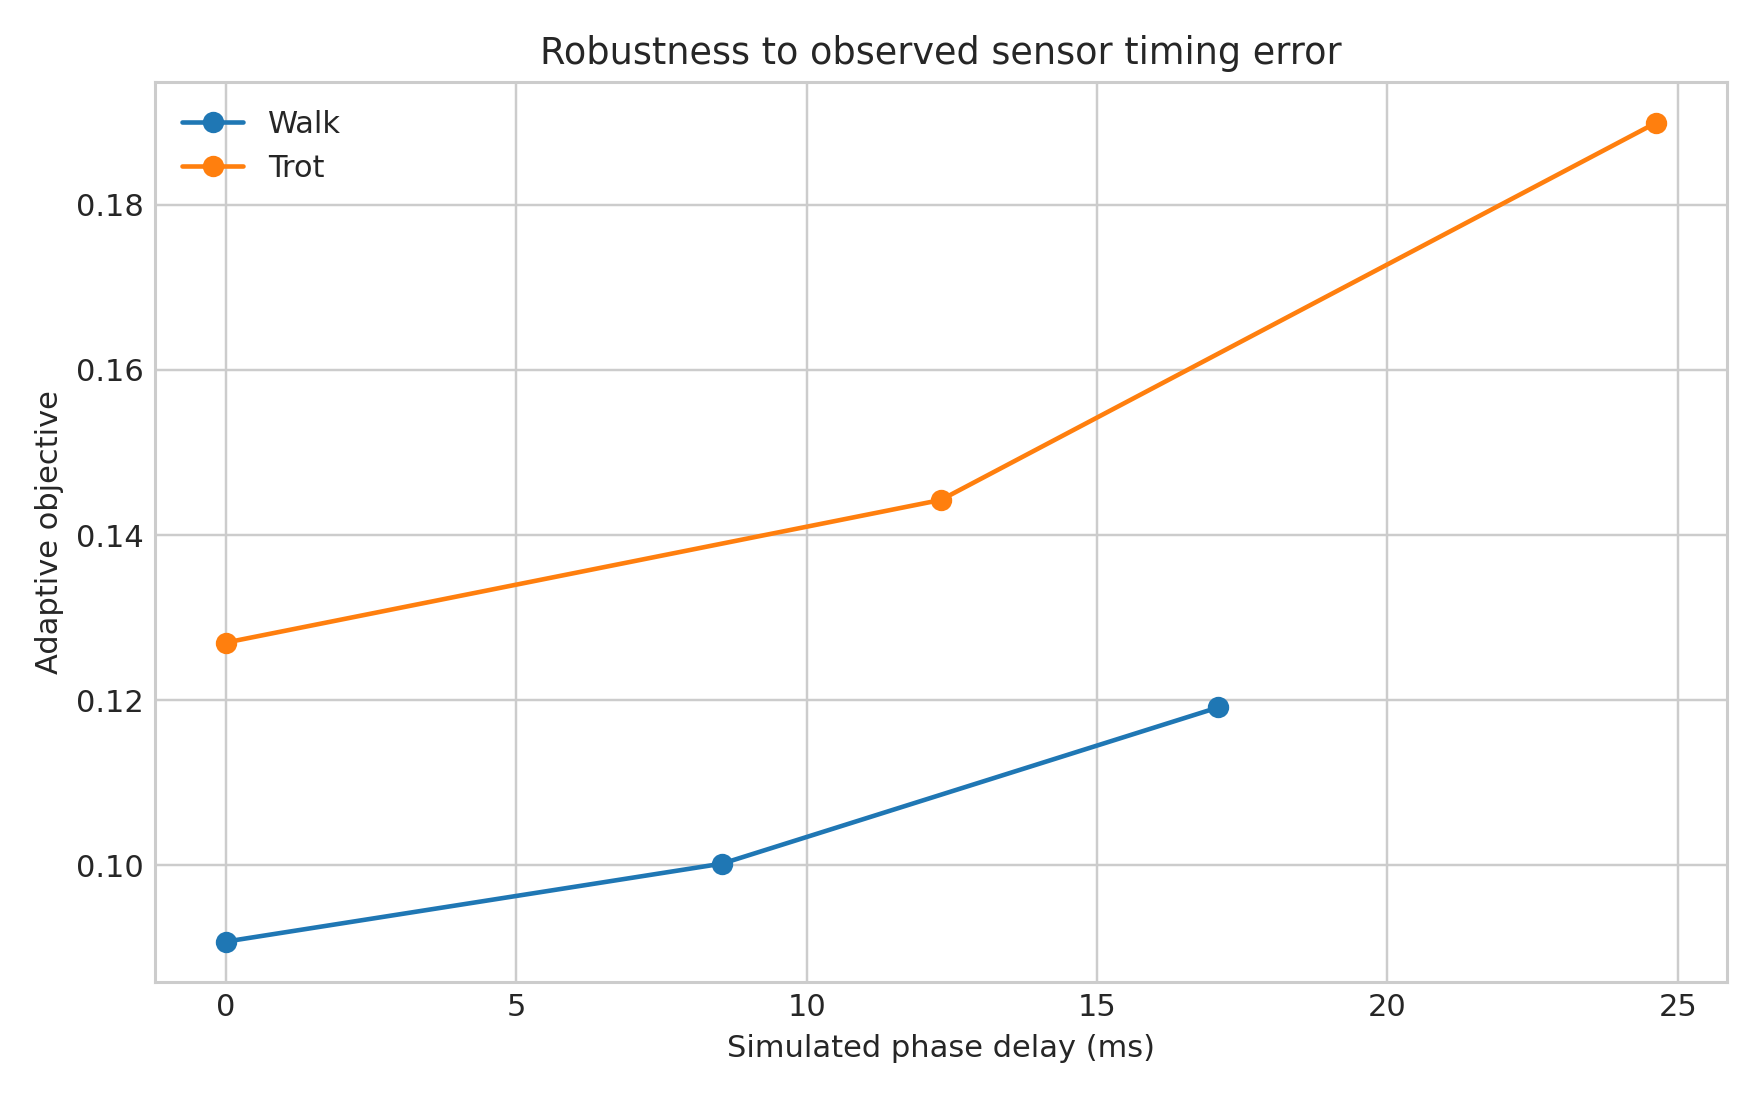 Robustness to observed sensor timing error
Walk
Trot
0.18
0.16
0.14
0.12
0.10
Adaptive objective
0 5 10 15 20 25
Simulated phase delay (ms)